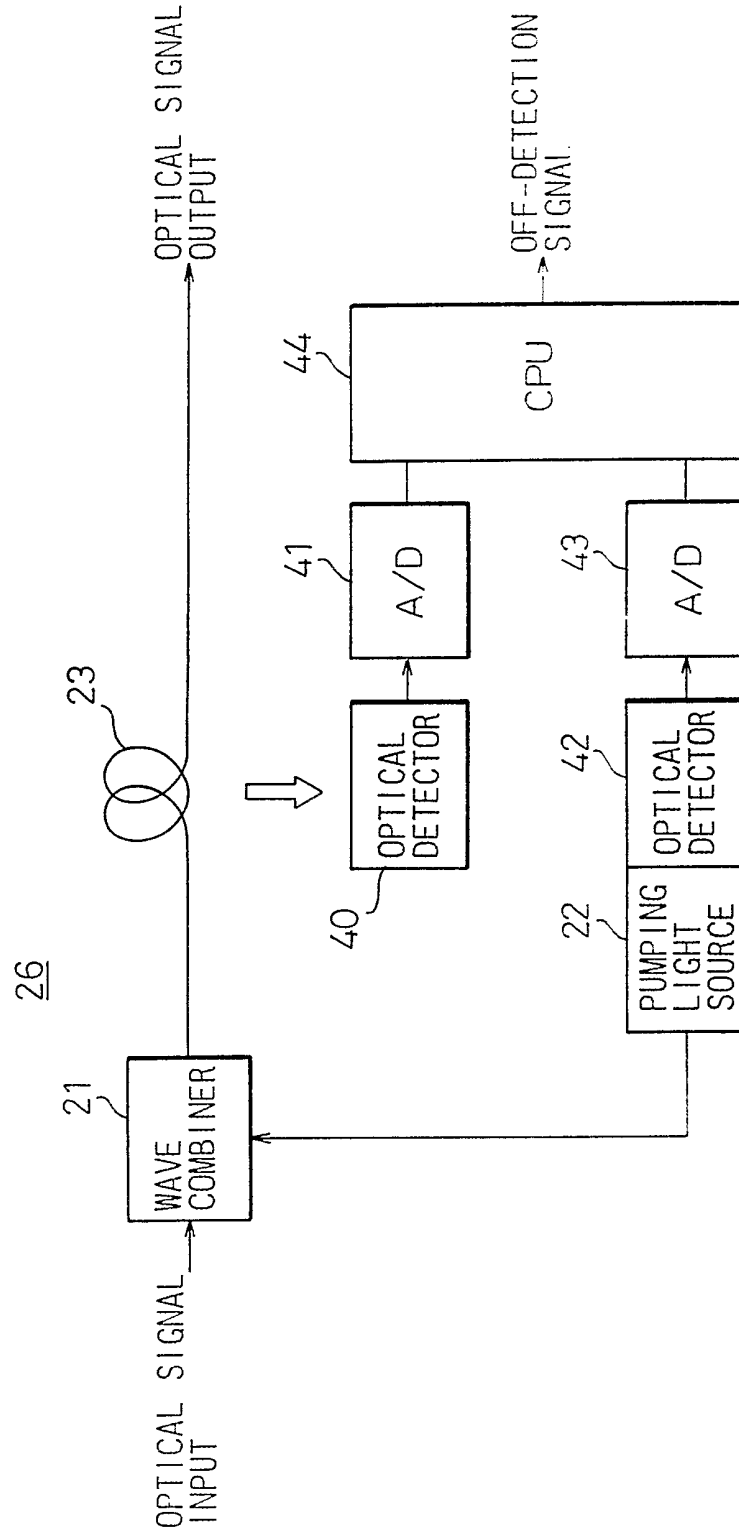 26
OPTICAL SIGNAL
INPUT
21
WAVE
COMBINER
23
OPTICAL SIGNAL
OUTPUT
40
OPTICAL
DETECTOR
41
A/D
44
CPU
OFF-DETECTION
SIGNAL
22
PUMPING
LIGHT
SOURCE
42
OPTICAL
DETECTOR
43
A/D